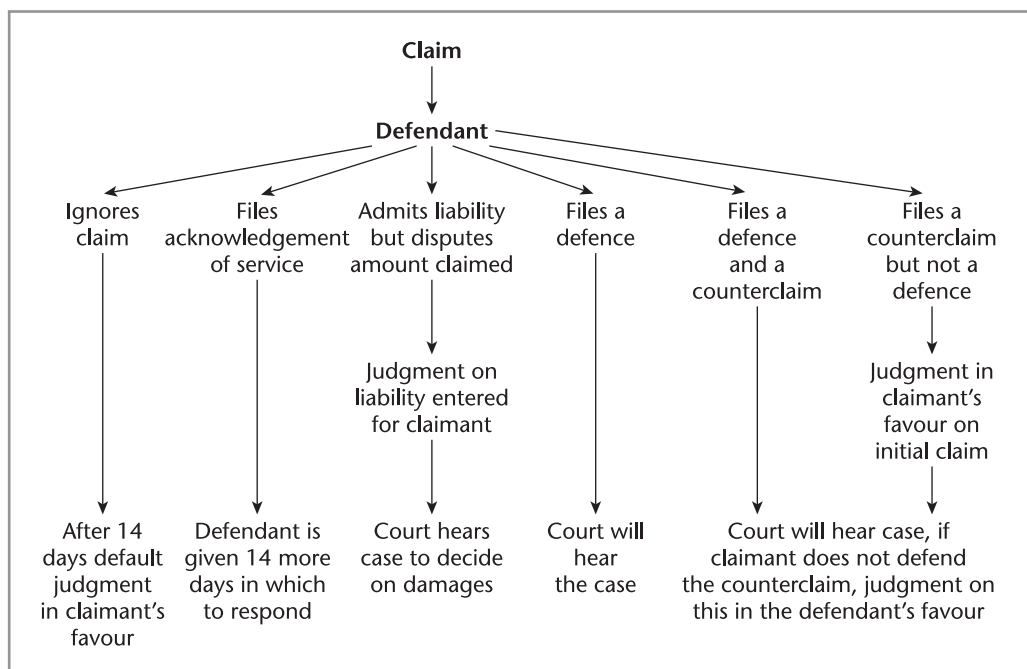 Claim
Defendant
Ignores
claim
Files
acknowledgement
of service
Admits liability
but disputes
amount claimed
Files a
defence
Files a
defence
and a
counterclaim
Files a
counterclaim
but not a
defence
Judgment on
liability entered
for claimant
Judgment in
claimant's
favour on
initial claim
After 14
days default
judgment
in claimant's
favour
Defendant is
given 14 more
days in which
to respond
Court hears
case to decide
on damages
Court will
hear
the case
Court will hear case, if
claimant does not defend
the counterclaim, judgment on
this in the defendant's favour